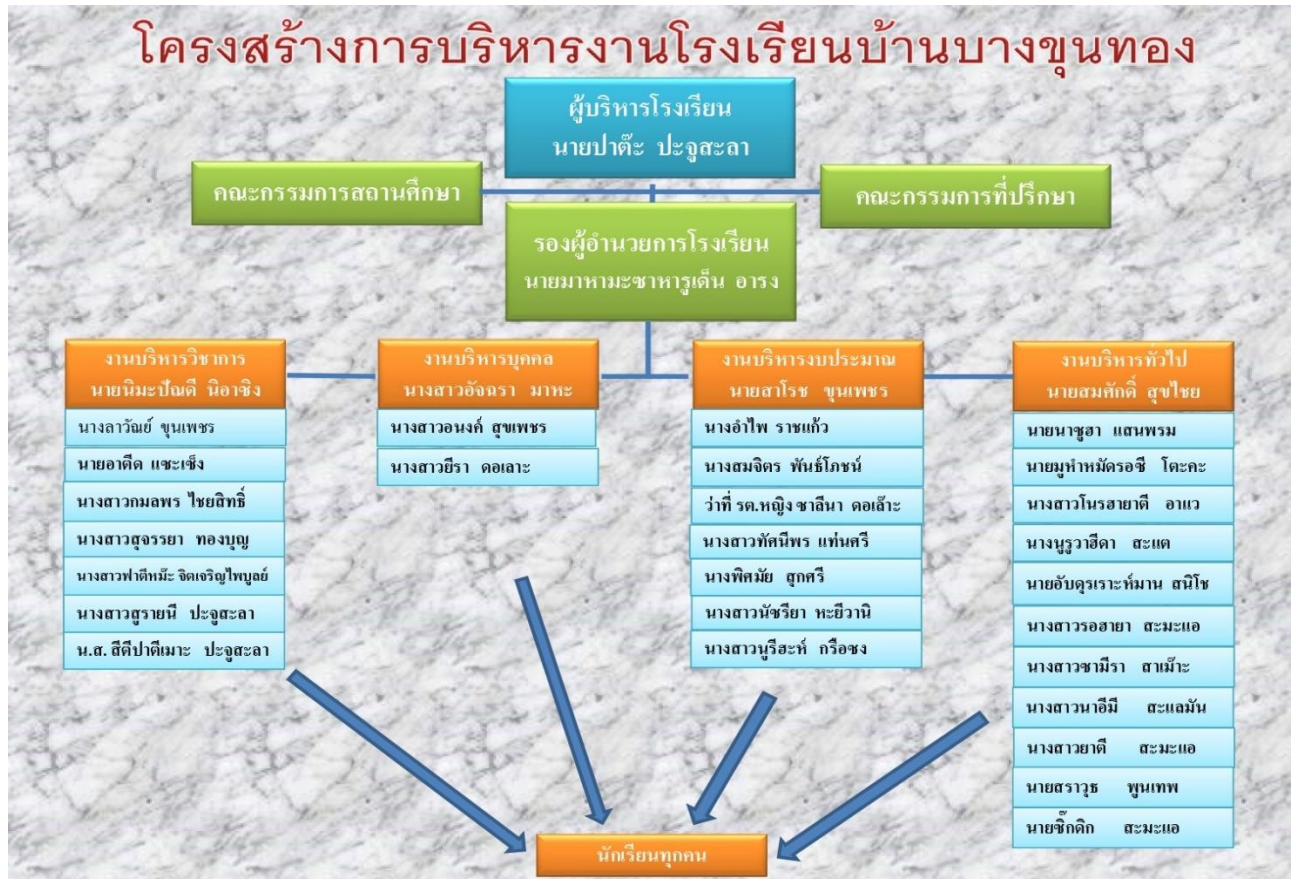 โครงสร้างการบริหารงานโรงเรียนบ้านบางขุนทอง
ผู้บริหารโรงเรียน
นายปาต๊ะ ปะจูสะลา
คณะกรรมการสถานศึกษา
คณะกรรมการที่ปรึกษา
รองผู้อำนวยการโรงเรียน
นายมาหามะซาหารูเด็น อารง
งานบริหารวิชาการ
นายนิมะปัณดี นิอาซิง
นางลาวัณย์ ขุนเพชร
นายอาดีด แซะเซ็ง
นางสาวกมลพร ไชยสิทธิ์
นางสาวสุจรรยา ทองบุญ
นางสาวฟาตีหม๊ะ จิตเจริญไพบูลย์
นางสาวสูรายนี ปะจูสะลา
น.ส. สีตีปาตีเมาะ ปะจูสะลา
งานบริหารบุคคล
นางสาวอัจฉรา มาหะ
นางสาวอนงค์ สุขเพชร
นางสาวยีรา ดอเลาะ
งานบริหารงบประมาณ
นายสาโรช ขุนเพชร
นางอำไพ ราชแก้ว
นางสมจิตร พันธ์โภชน์
ว่าที่ รต.หญิง ซาลีนา ดอเล๊าะ
นางสาวทัศนีพร แท่นศรี
นางพิศมัย สุกศรี
นางสาวนัซรียา หะยีวานิ
นางสาวนูรีฮะห์ กรือซง
งานบริหารทั่วไป
นายสมศักดิ์ สุขไชย
นายนาซูฮา แสนพรม
นายมูหำหมัดรอซี โตะคะ
นางสาวโนรฮายาตี อาแว
นางนูรูวาฮีดา สะแต
นายอับดุรเราะห์มาน สนิโช
นางสาวรอฮายา สะมะแอ
นางสาวซามีรา สาเม๊าะ
นางสาวนาอีมี สะแลมัน
นางสาวยาตี สะมะแอ
นายสราวุธ พูนเทพ
นายซิ๊กดิก สะมะแอ
นักเรียนทุกคน